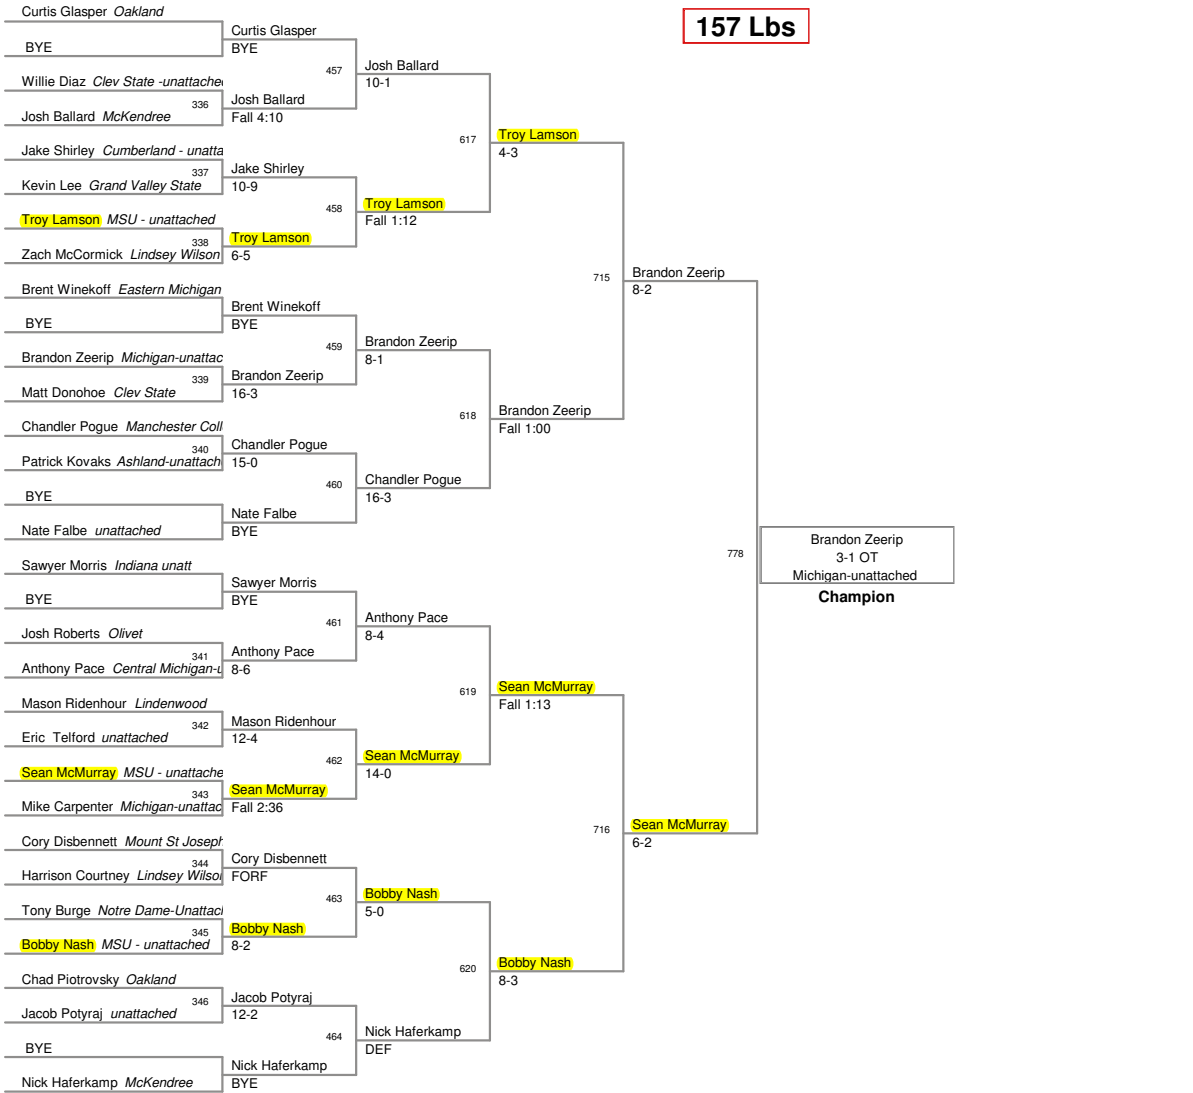 157 Lbs
Curtis Glasper Oakland
BYE
Willie Diaz Clev State -unattache
336
Josh Ballard McKendree
Jake Shirley Cumberland - unatta
337
Kevin Lee Grand Valley State
Troy Lamson MSU - unattached
338
Zach McCormick Lindsey Wilson
Brent Winekoff Eastern Michigan
BYE
Brandon Zeerip Michigan-unattac
339
Matt Donohoe Clev State
Chandler Pogue Manchester Coll
340
Patrick Kovaks Ashland-unattach
BYE
Nate Falbe unattached
Sawyer Morris Indiana unatt
BYE
Josh Roberts Olivet
341
Anthony Pace Central Michigan-u
Mason Ridenhour Lindenwood
342
Eric Telford unattached
Sean McMurray MSU - unattache
343
Mike Carpenter Michigan-unattac
Cory Disbennett Mount St Joseph
344
Harrison Courtney Lindsey Wilso
Tony Burge Notre Dame-Unattac
345
Bobby Nash MSU - unattached
Chad Piotrovsky Oakland
346
Jacob Potyraj unattached
BYE
Nick Haferkamp McKendree
Curtis Glasper
BYE
457
Josh Ballard
Fall 4:10
Jake Shirley
10-9
458
Troy Lamson
6-5
Brent Winekoff
BYE
459
Brandon Zeerip
16-3
Chandler Pogue
15-0
460
Nate Falbe
BYE
Sawyer Morris
BYE
461
Anthony Pace
8-6
Mason Ridenhour
12-4
462
Sean McMurray
Fall 2:36
Cory Disbennett
FORF
463
Bobby Nash
8-2
Jacob Potyraj
12-2
464
Nick Haferkamp
BYE
Josh Ballard
10-1
617
Troy Lamson
Fall 1:12
Brandon Zeerip
8-1
618
Chandler Pogue
16-3
Anthony Pace
8-4
619
Sean McMurray
14-0
Bobby Nash
5-0
620
Nick Haferkamp
DEF
Troy Lamson
4-3
715
Brandon Zeerip
Fall 1:00
Sean McMurray
Fall 1:13
716
Bobby Nash
8-3
Brandon Zeerip
8-2
778
Sean McMurray
6-2
Brandon Zeerip
3-1 OT
Michigan-unattached
Champion